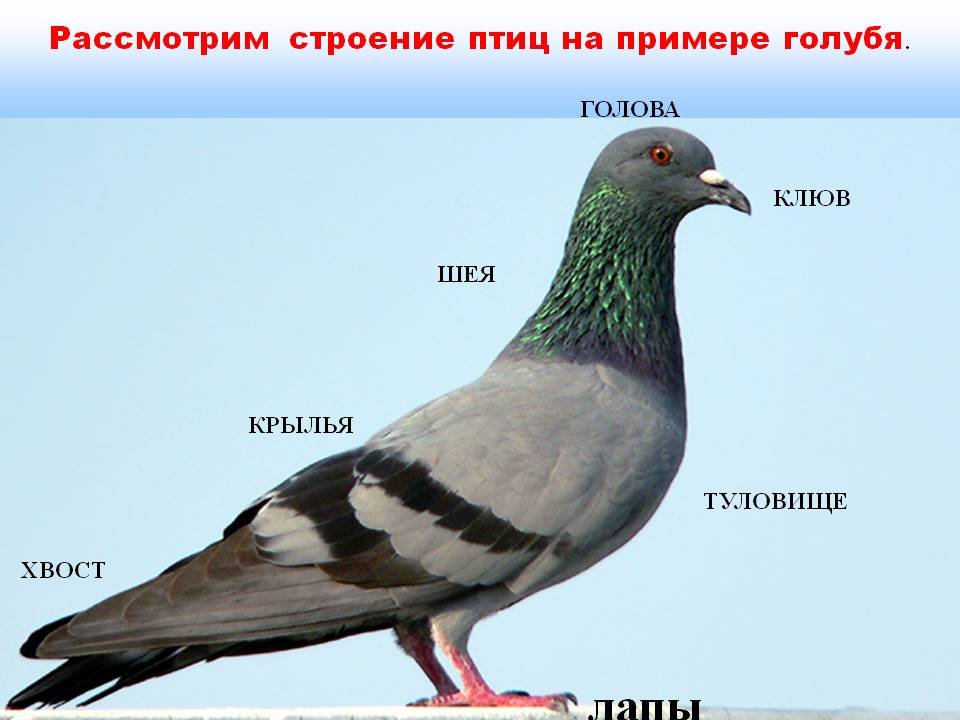 Рассмотрим строение птиц на примере голубя.
ГОЛОВА
КЛЮВ
ШЕЯ
КРЫЛЬЯ
ТУЛОВИЩЕ
ХВОСТ
лапы